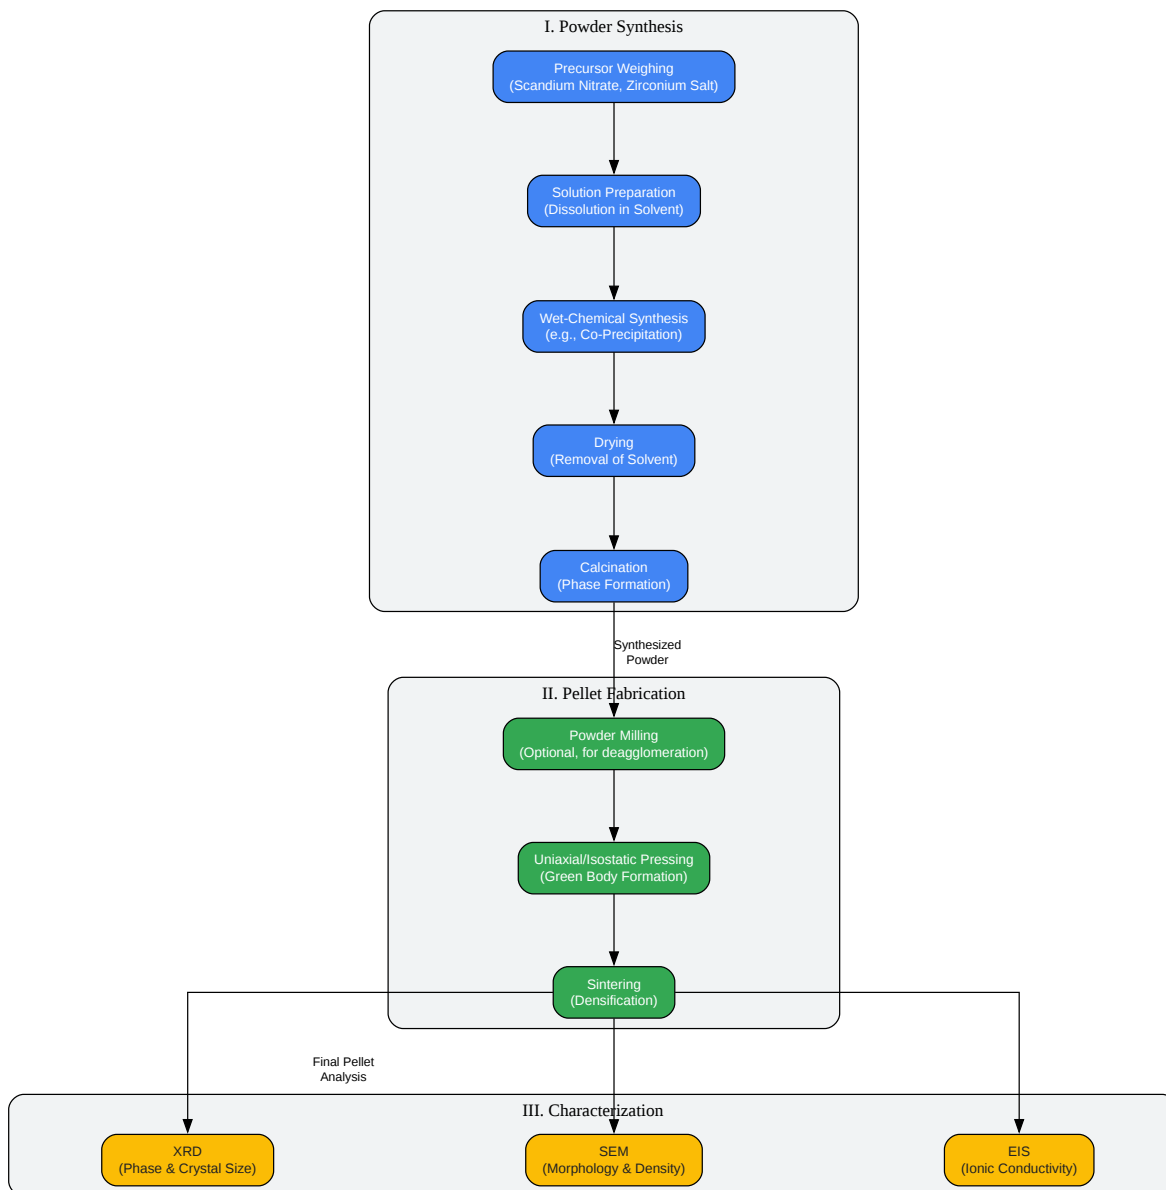 I. Powder Synthesis
Precursor Weighing
(Scandium Nitrate, Zirconium Salt)
Solution Preparation
(Dissolution in Solvent)
Wet-Chemical Synthesis
(e.g., Co-Precipitation)
Drying
(Removal of Solvent)
Calcination
(Phase Formation)
Synthesized
Powder
II. Pellet Fabrication
Powder Milling
(Optional, for deagglomeration)
Uniaxial/Isostatic Pressing
(Green Body Formation)
Sintering
(Densification)
Final Pellet
Analysis
III. Characterization
XRD
(Phase & Crystal Size)
SEM
(Morphology & Density)
EIS
(Ionic Conductivity)